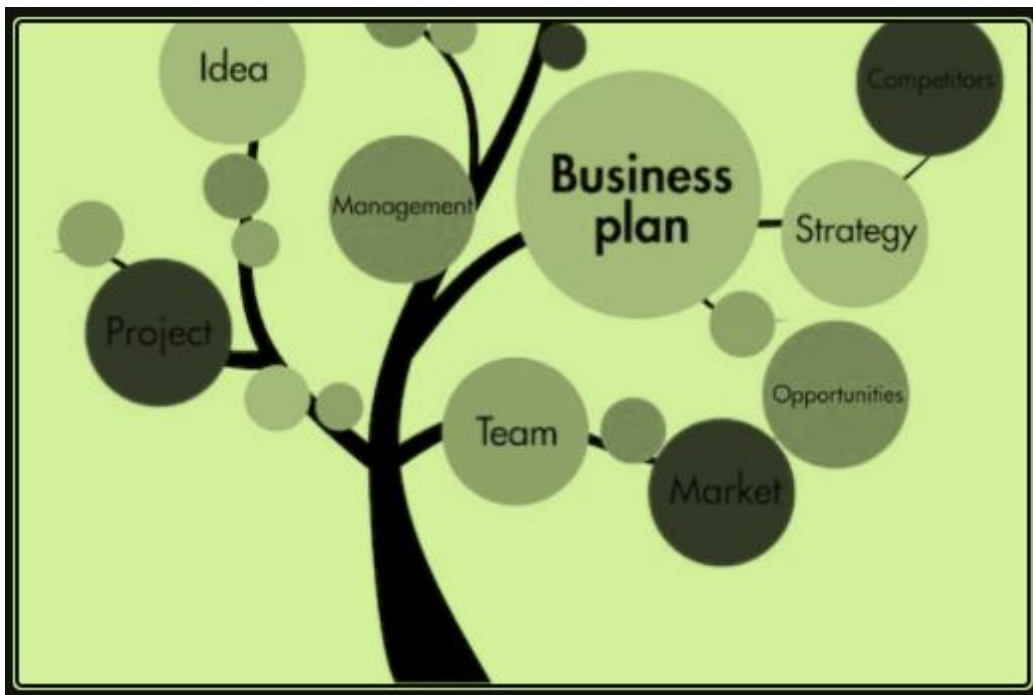 Idea
Competitors
Management
Business
plan
Strategy
Project
Opportunities
Team
Market